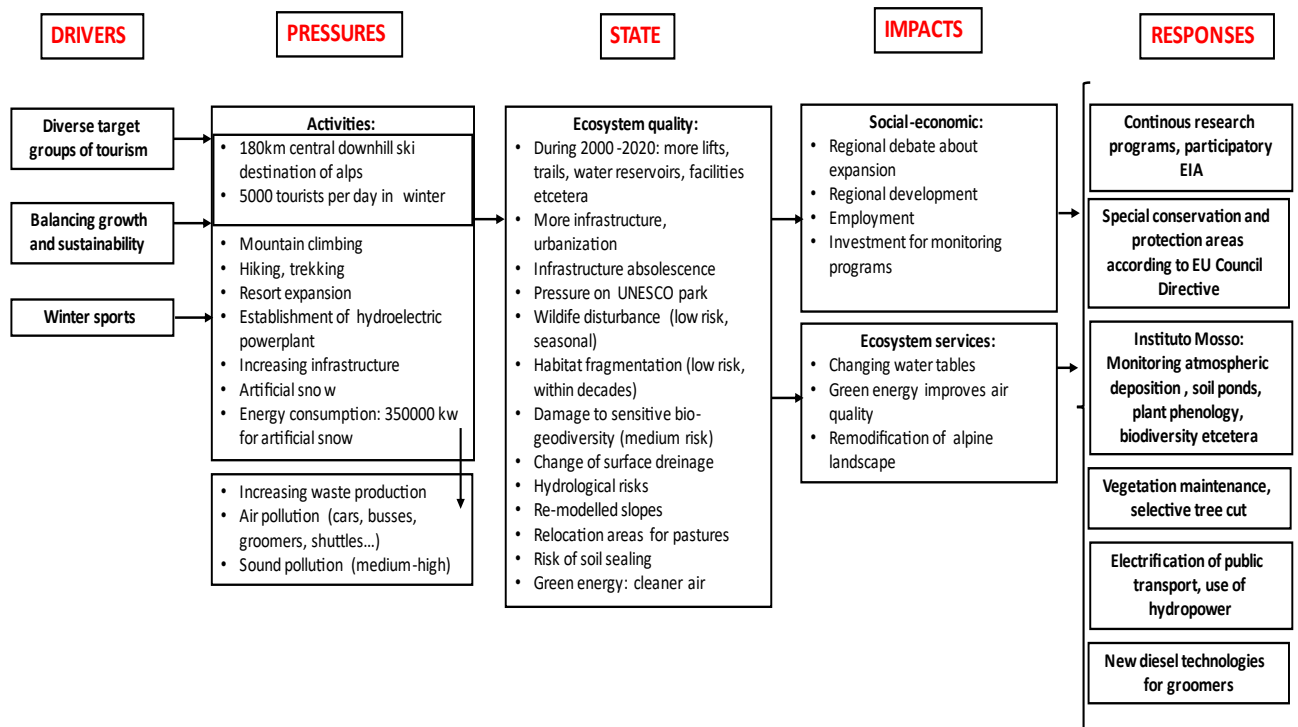 DRIVERS
PRESSURES
STATE
IMPACTS
RESPONSES
Diverse target
groups of tourism
Balancing growth
and sustainability
Winter sports
Activities:
• 180km central downhill ski
destination of alps
• 5000 tourists per day in winter
• Mountain climbing
• Hiking, trekking
• Resort expansion
• Establishment of hydroelectric
powerplant
• Increasing infrastructure
• Artificial snow
• Energy consumption: 350000 kw
for artificial snow
• Increasing waste production
• Air pollution (cars, busses,
groomers, shuttles...)
• Sound pollution (medium-high)
Ecosystem quality:
• During 2000 -2020: more lifts,
trails, water reservoirs, facilities
etcetera
• More infrastructure,
urbanization
• Infrastructure absolescence
• Pressure on UNESCO park
• Wildife disturbance (low risk,
seasonal)
• Habitat fragmentation (low risk,
within decades)
• Damage to sensitive bio-
geodiversity (medium risk)
• Change of surface dreinage
• Hydrological risks
• Re-modelled slopes
• Relocation areas for pastures
• Risk of soil sealing
• Green energy: cleaner air
Social-economic:
• Regional debate about
expansion
• Regional development
• Employment
• Investment for monitoring
programs
Ecosystem services:
• Changing water tables
• Green energy improves air
quality
• Remodification of alpine
landscape
Continous research
programs, participatory
EIA
Special conservation and
protection areas
according to EU Council
Directive
Instituto Mosso:
Monitoring atmospheric
deposition , soil ponds,
plant phenology,
biodiversity etcetera
Vegetation maintenance,
selective tree cut
Electrification of public
transport, use of
hydropower
New diesel technologies
for groomers